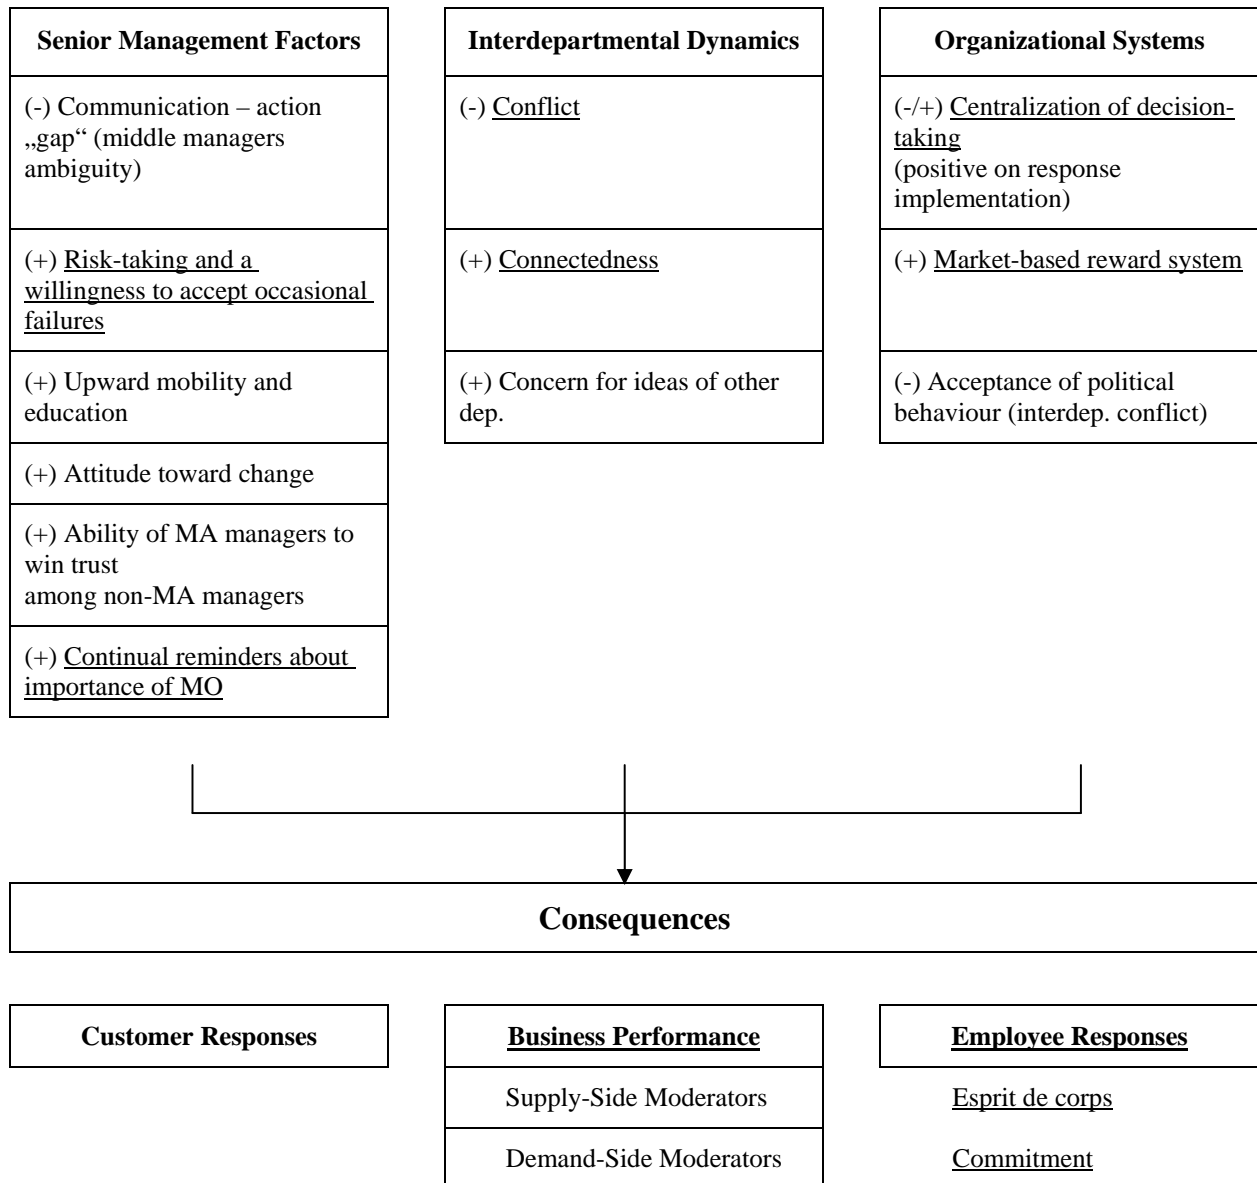 Senior Management Factors
(-) Communication – action
„gap“ (middle managers
ambiguity)
(+) Risk-taking and a
willingness to accept occasional
failures
(+) Upward mobility and
education
(+) Attitude toward change
(+) Ability of MA managers to
win trust
among non-MA managers
(+) Continual reminders about
importance of MO
Interdepartmental Dynamics
(-) Conflict
(+) Connectedness
(+) Concern for ideas of other
dep.
Organizational Systems
(-/+) Centralization of decision-
taking
(positive on response
implementation)
(+) Market-based reward system
(-) Acceptance of political
behaviour (interdep. conflict)
Consequences
Customer Responses
Business Performance
Supply-Side Moderators
Demand-Side Moderators
Employee Responses
Esprit de corps
Commitment